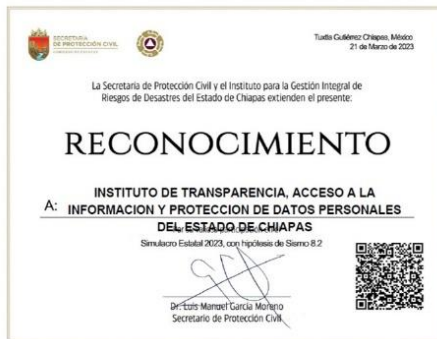 SECRETARÍA
DE PROTECCIÓN CIVIL
Tuxtla Gutiérrez Chiapas, México
21 de Marzo de 2023
La Secretaría de Protección Civil y el Instituto para la Gestión Integral de
Riesgos de Desastres del Estado de Chiapas extienden el presente:
RECONOCIMIENTO
A:
INSTITUTO DE TRANSPARENCIA, ACCESO A LA
INFORMACION Y PROTECCION DE DATOS PERSONALES
DEL ESTADO DE CHIAPAS
Simulacro Estatal 2023, con hipótesis de Sismo 8.2
Dr. Luis Manuel García Moreno
Secretario de Protección Civil